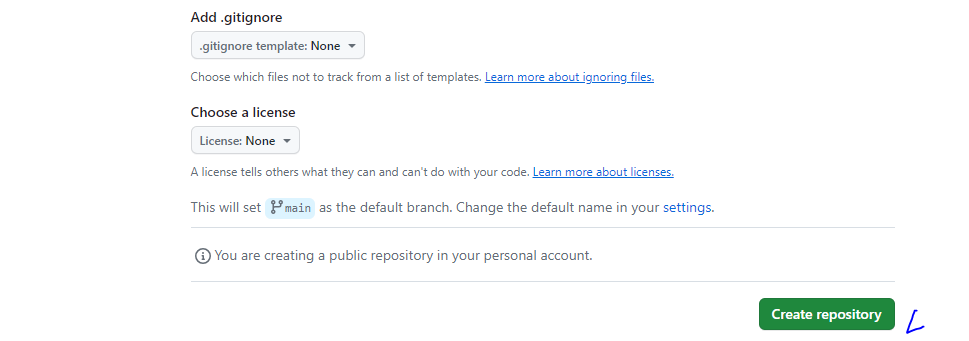 Add .gitignore
.gitignore template: None
Choose which files not to track from a list of templates. Learn more about ignoring files.
Choose a license
License: None
A license tells others what they can and can't do with your code. Learn more about licenses.
This will set main as the default branch. Change the default name in your settings.
You are creating a public repository in your personal account.
Create repository